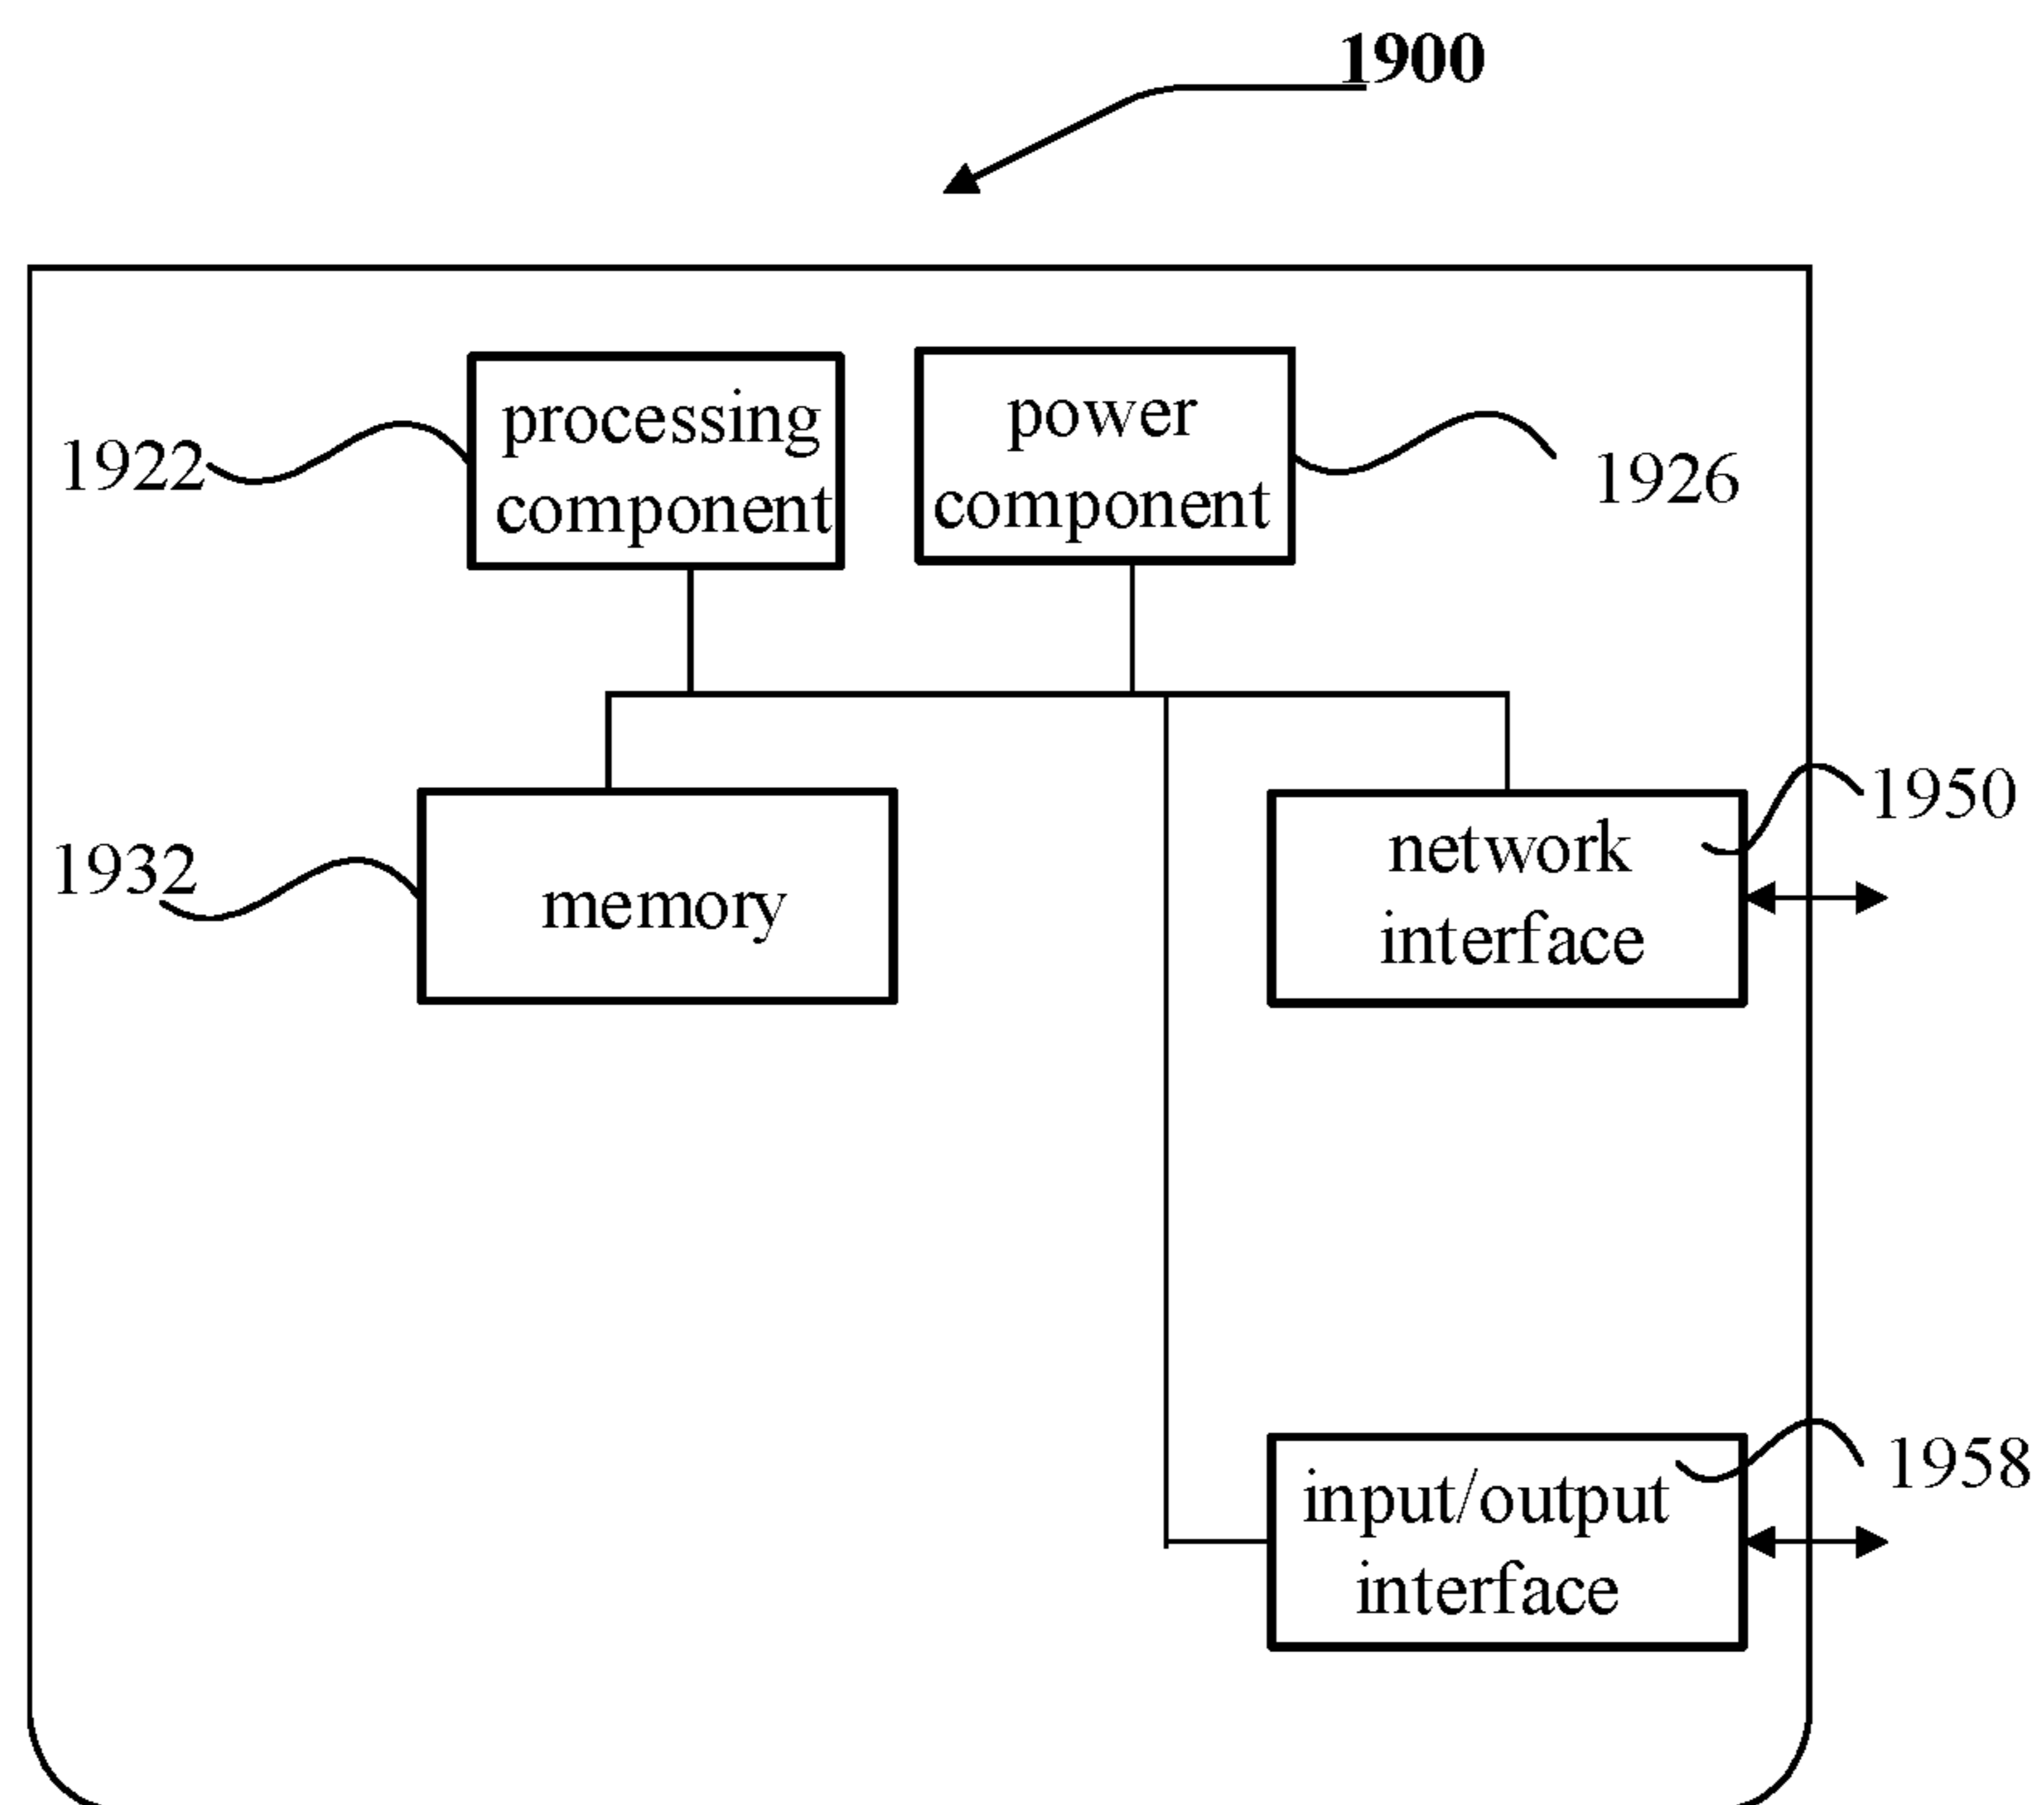 1900
processing
component
power
component
1922
1926
1950
1932
memory
network
interface
1958
input/output
interface